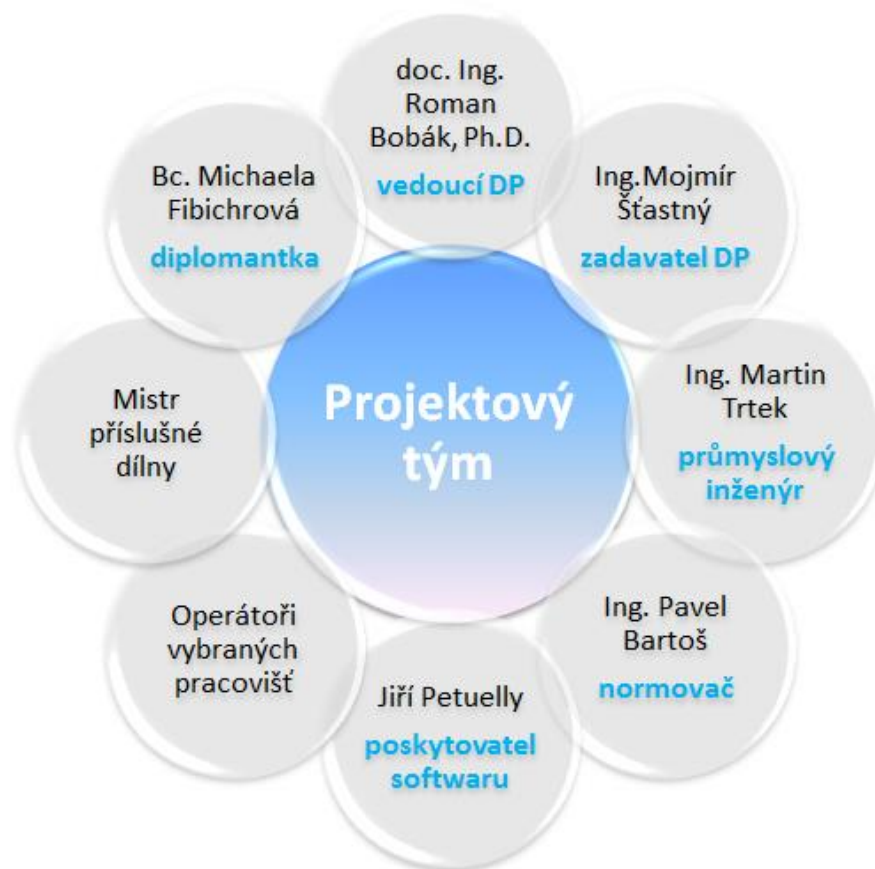 doc. Ing.
Roman
Bobák, Ph.D.
vedoucí DP
Ing.Mojmír
Šťastný
zadavatel DP
Ing. Martin
Trtek
průmyslový
inženýr
Ing. Pavel
Bartoš
normovač
Jiří Petuelly
poskytovatel
softwaru
Operátoři
vybraných
pracovišť
Mistr
příslušné
dílny
Bc. Michaela
Fibichrová
diplomantka
Projektový
tým